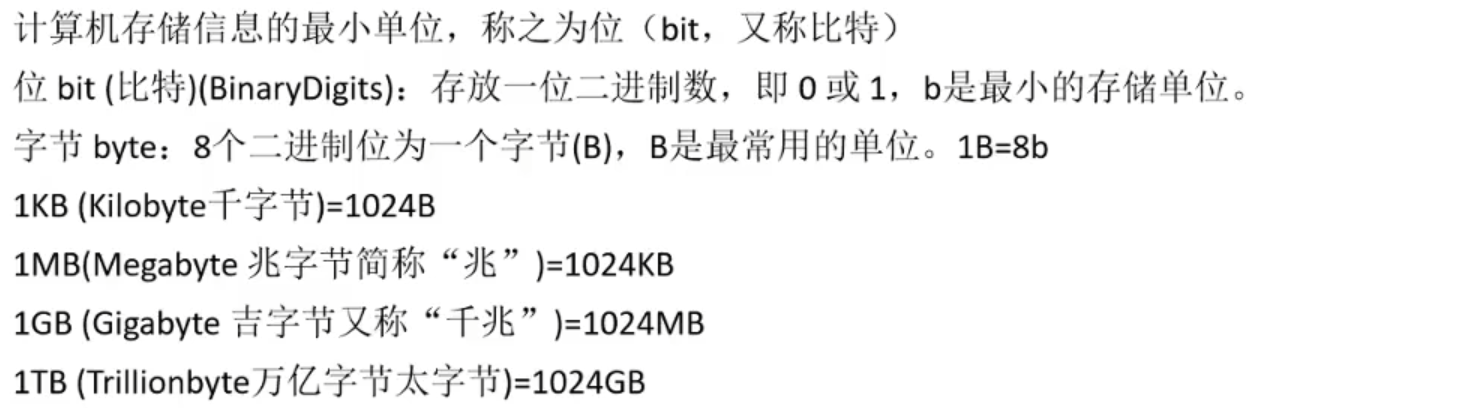 计算机存储信息的最小单位，称之为位（bit，又称比特）
位 bit (比特)(BinaryDigits)：存放一位二进制数，即 0 或 1，b是最小的存储单位。
字节 byte：8个二进制位为一个字节(B)，B是最常用的单位。1B=8b
1KB (Kilobyte千字节)=1024B
1MB(Megabyte 兆字节简称“兆”)=1024KB
1GB (Gigabyte 吉字节又称“千兆”)=1024MB
1TB (Trillionbyte万亿字节太字节)=1024GB